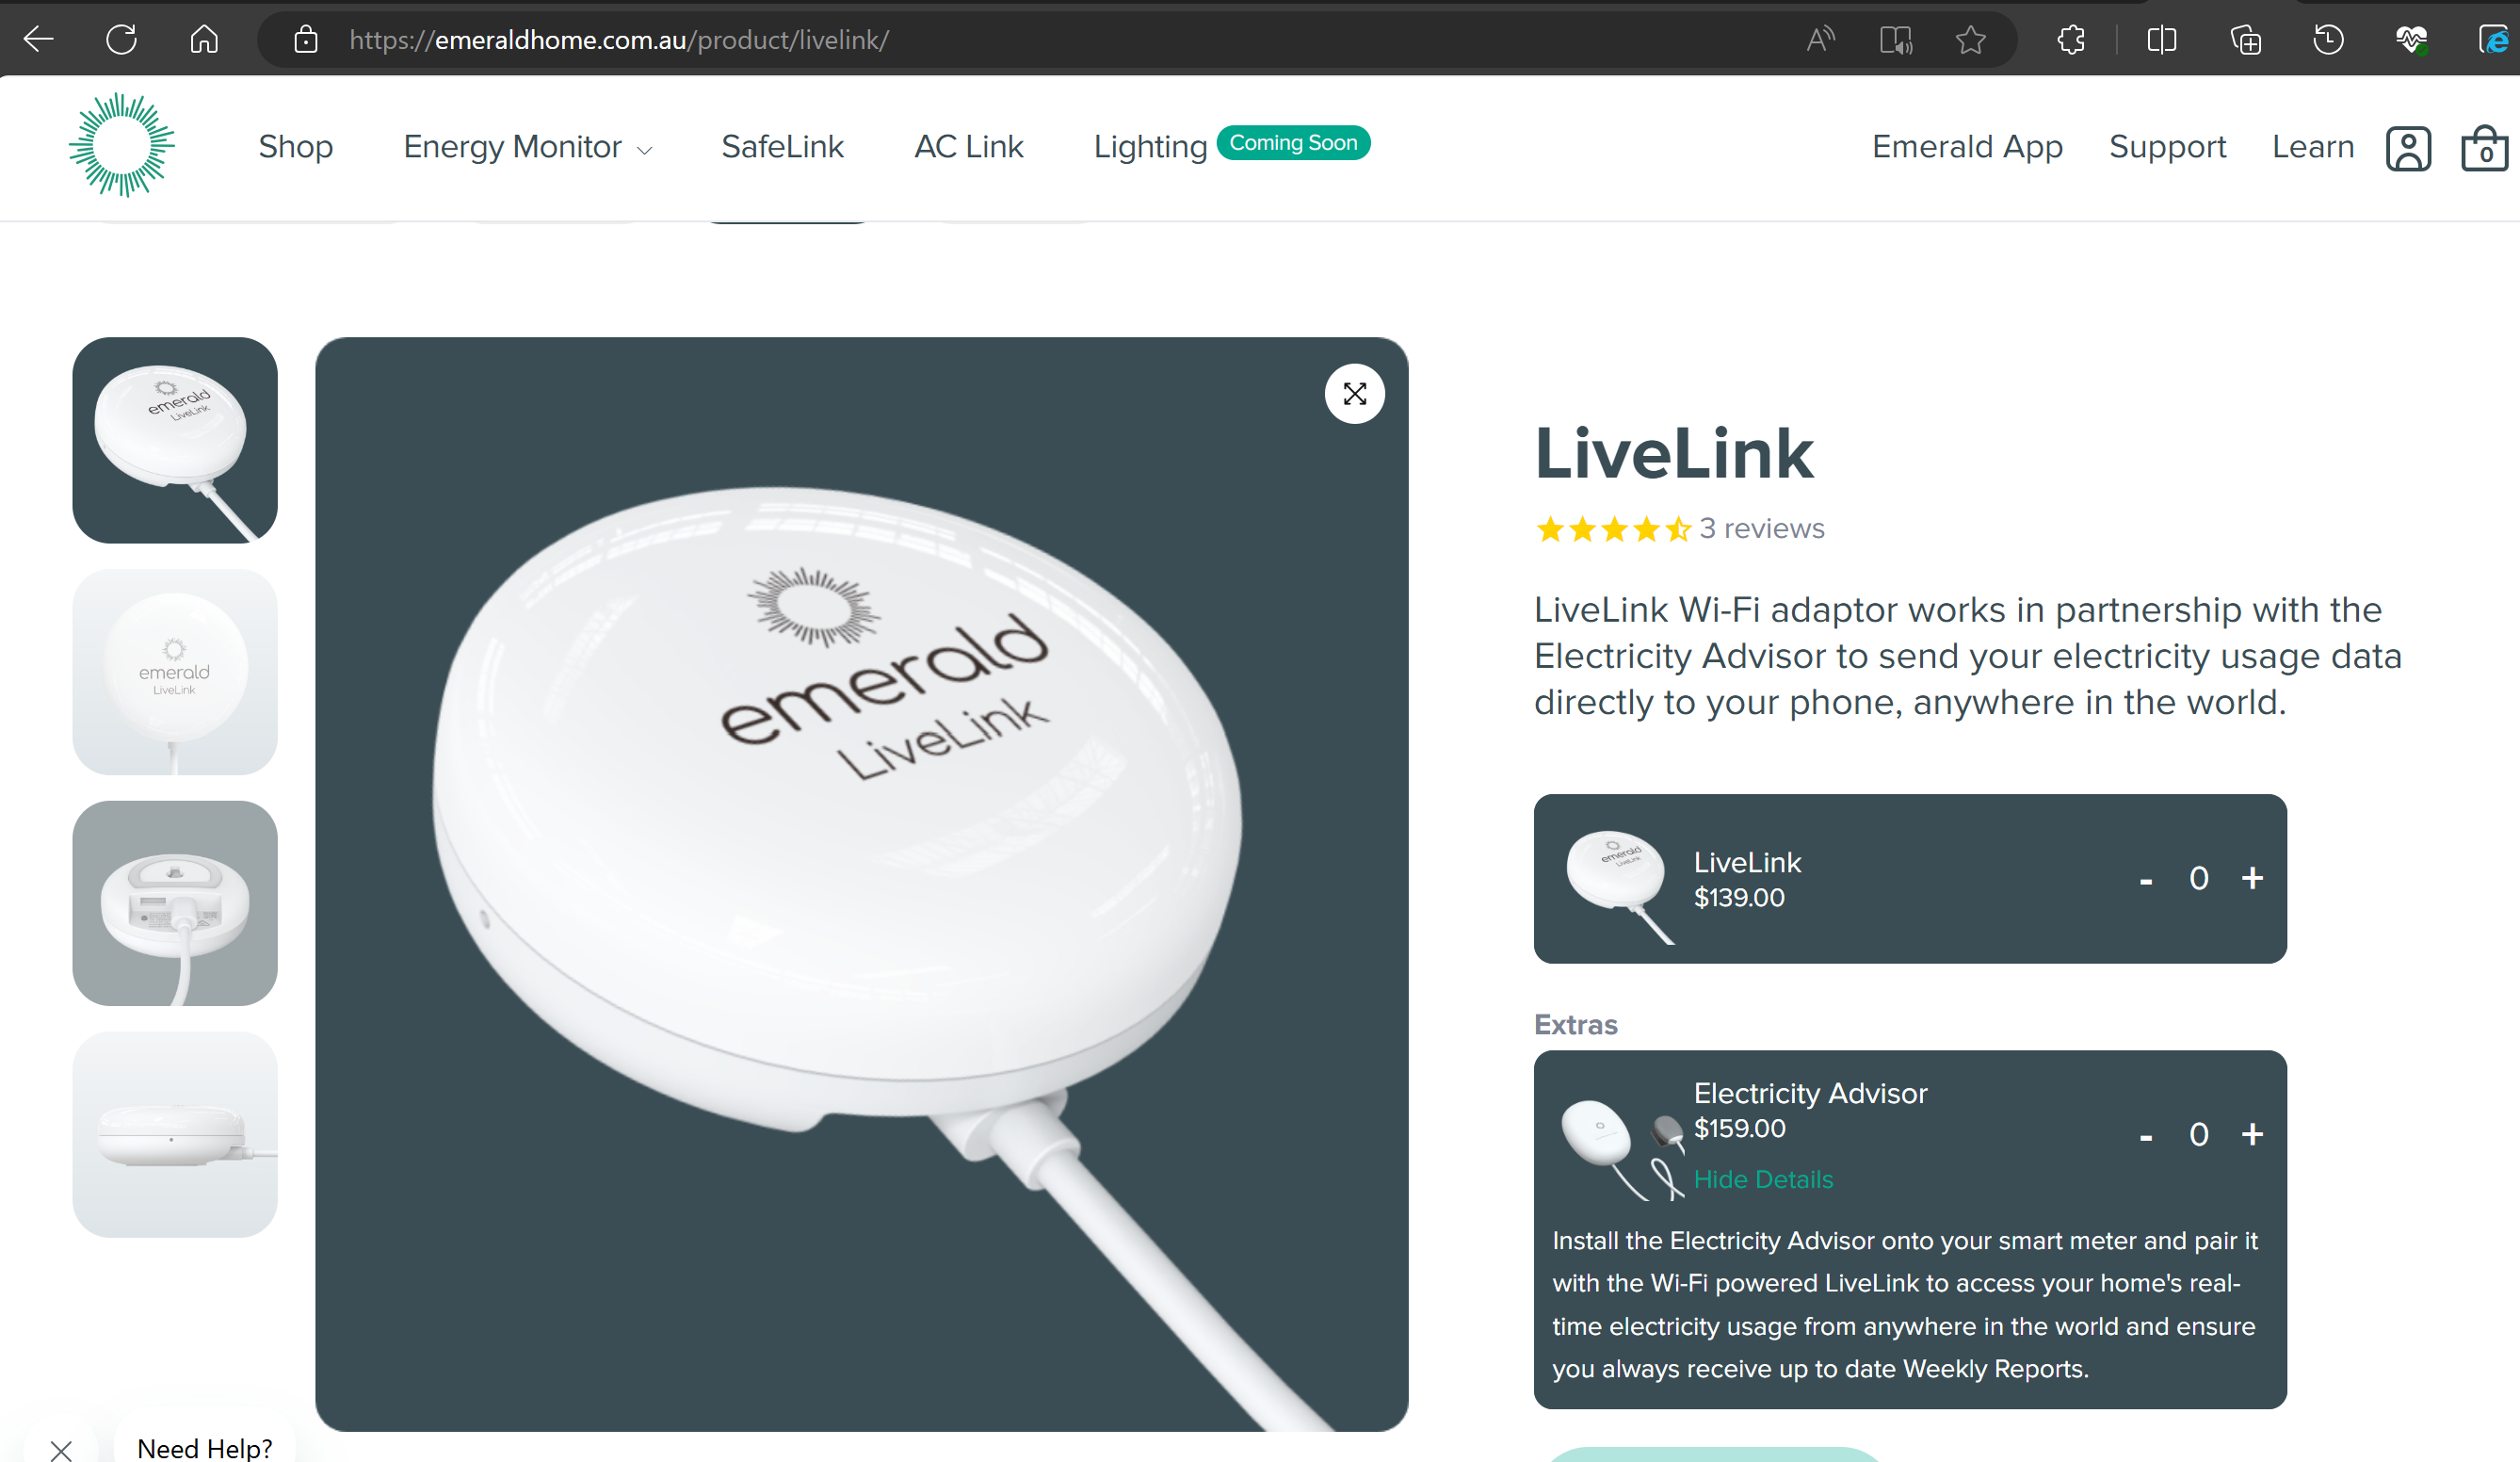 https://emeraldhome.com.au/product/livelink/
Shop
Energy Monitor
SafeLink
AC Link
Lighting
Coming Soon
Emerald App
Support
Learn
0
emerald
LiveLink
emerald
LiveLink
emerald
LiveLink
LiveLink
3 reviews
LiveLink Wi-Fi adaptor works in partnership with the
Electricity Advisor to send your electricity usage data
directly to your phone, anywhere in the world.
emerald
LiveLink
LiveLink
$139.00
- 0 +
Extras
Electricity Advisor
$159.00
- 0 +
Hide Details
Install the Electricity Advisor onto your smart meter and pair it
with the Wi-Fi powered LiveLink to access your home's real-
time electricity usage from anywhere in the world and ensure
you always receive up to date Weekly Reports.
Need Help?